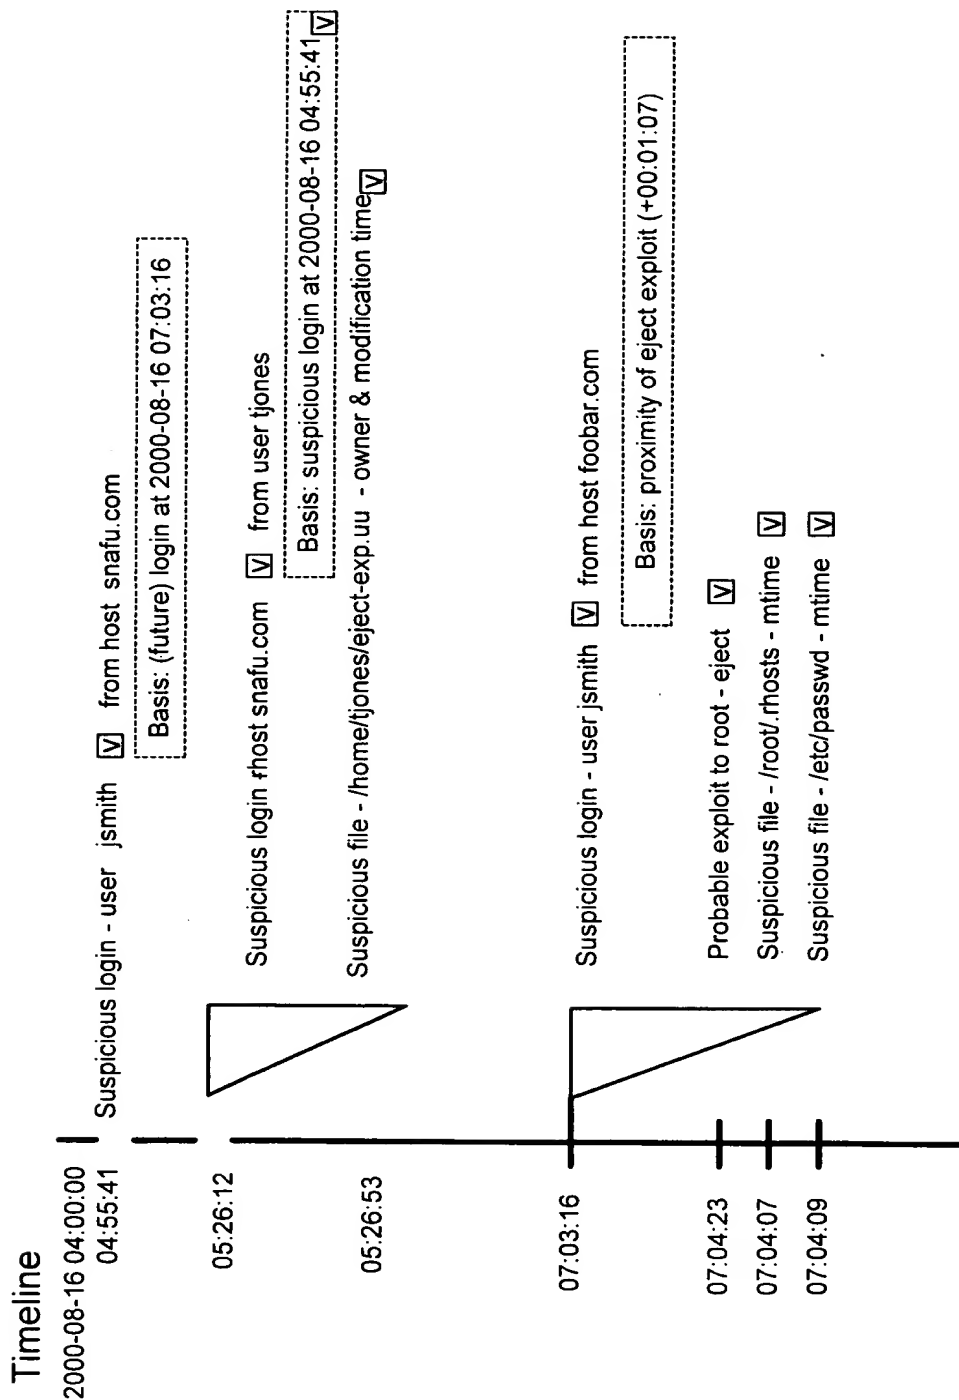 Timeline
2000-08-16 04:00:00
04:55:41
Suspicious login - user jsmith V from host snafu.com
Basis: (future) login at 2000-08-16 07:03:16
05:26:12
Suspicious login rhost snafu.com V from user tjones
Basis: suspicious login at 2000-08-16 04:55:41 V
05:26:53
Suspicious file - /home/tjones/eject-exp.uu - owner & modification time V
07:03:16
Suspicious login - user jsmith V from host foobar.com
Basis: proximity of eject exploit (+00:01:07)
07:04:23
Probable exploit to root - eject V
07:04:07
Suspicious file - /root/.rhosts - mtime V
07:04:09
Suspicious file - /etc/passwd - mtime V